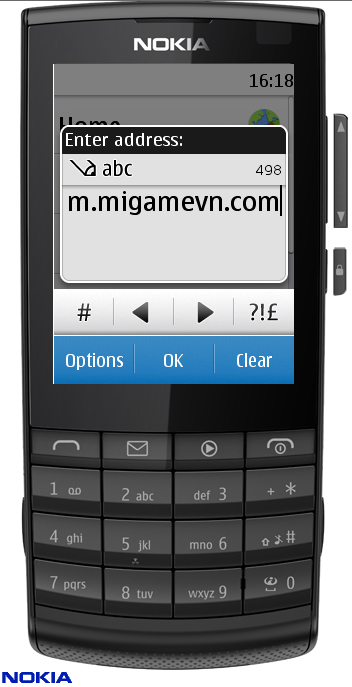 NOKIA
16:18
Home
Enter address:
abc 498
m.migamevn.com
# ?!£
Options OK Clear
1 2 abc def 3 + *
4 ghi 5 jkl mno 6 #
7 pqrs 8 tuv wxyz 9 0
NOKIA